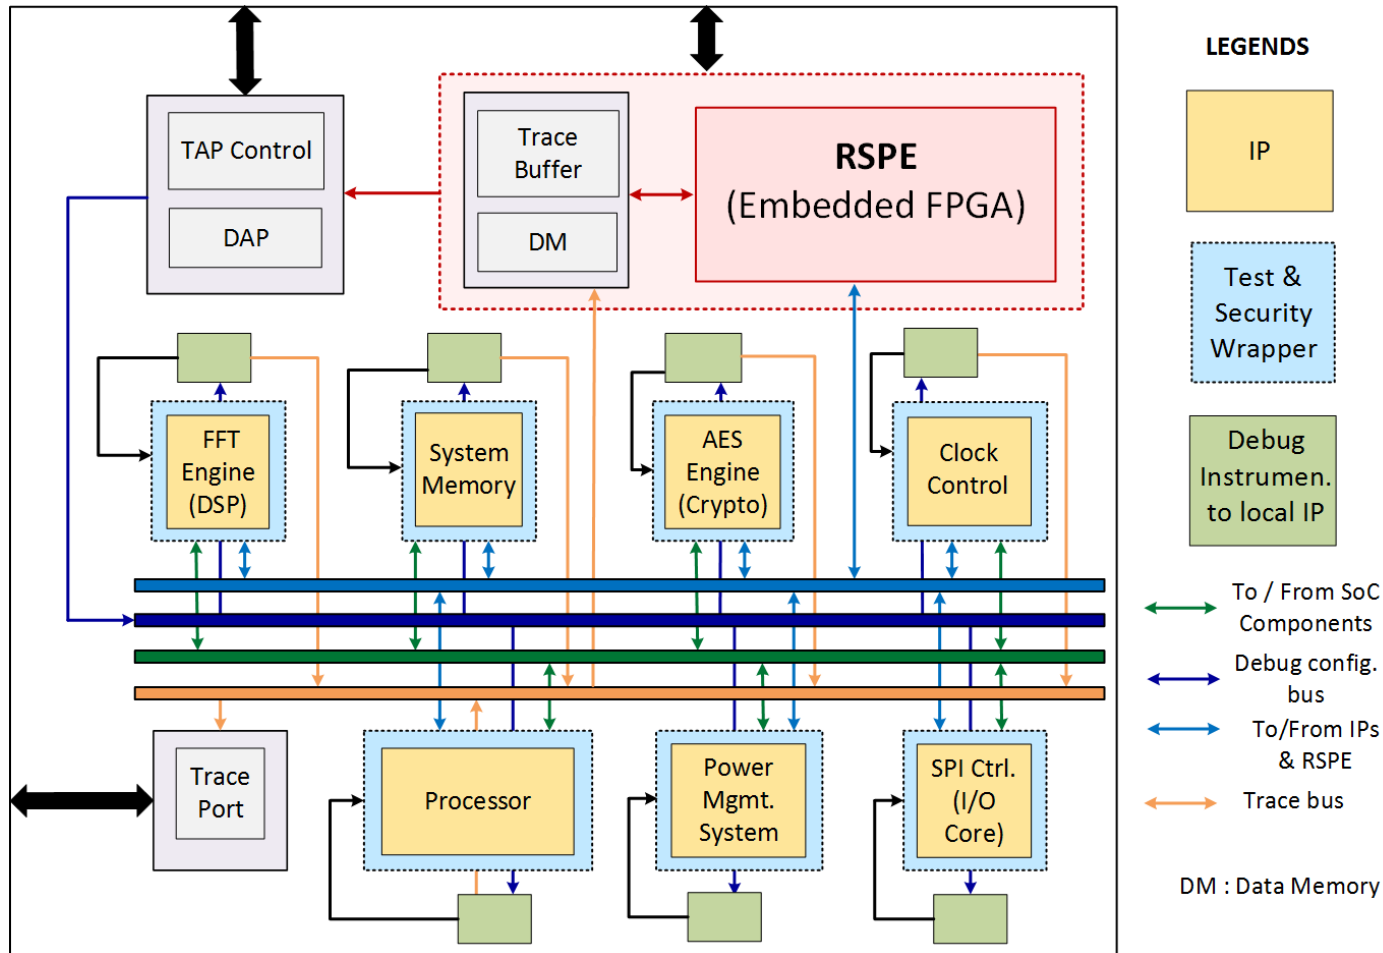 LEGENDS
TAP Control
DAP
Trace
Buffer
DM
RSPE
(Embedded FPGA)
IP
Test &
Security
Wrapper
FFT
Engine
(DSP)
System
Memory
AES
Engine
(Crypto)
Clock
Control
Debug
Instrumen.
to local IP
To / From SoC
Components
Debug config.
bus
To/From IPs
& RSPE
Trace bus
Trace
Port
Processor
Power
Mgmt.
System
SPI Ctrl.
(I/O
Core)
DM : Data Memory